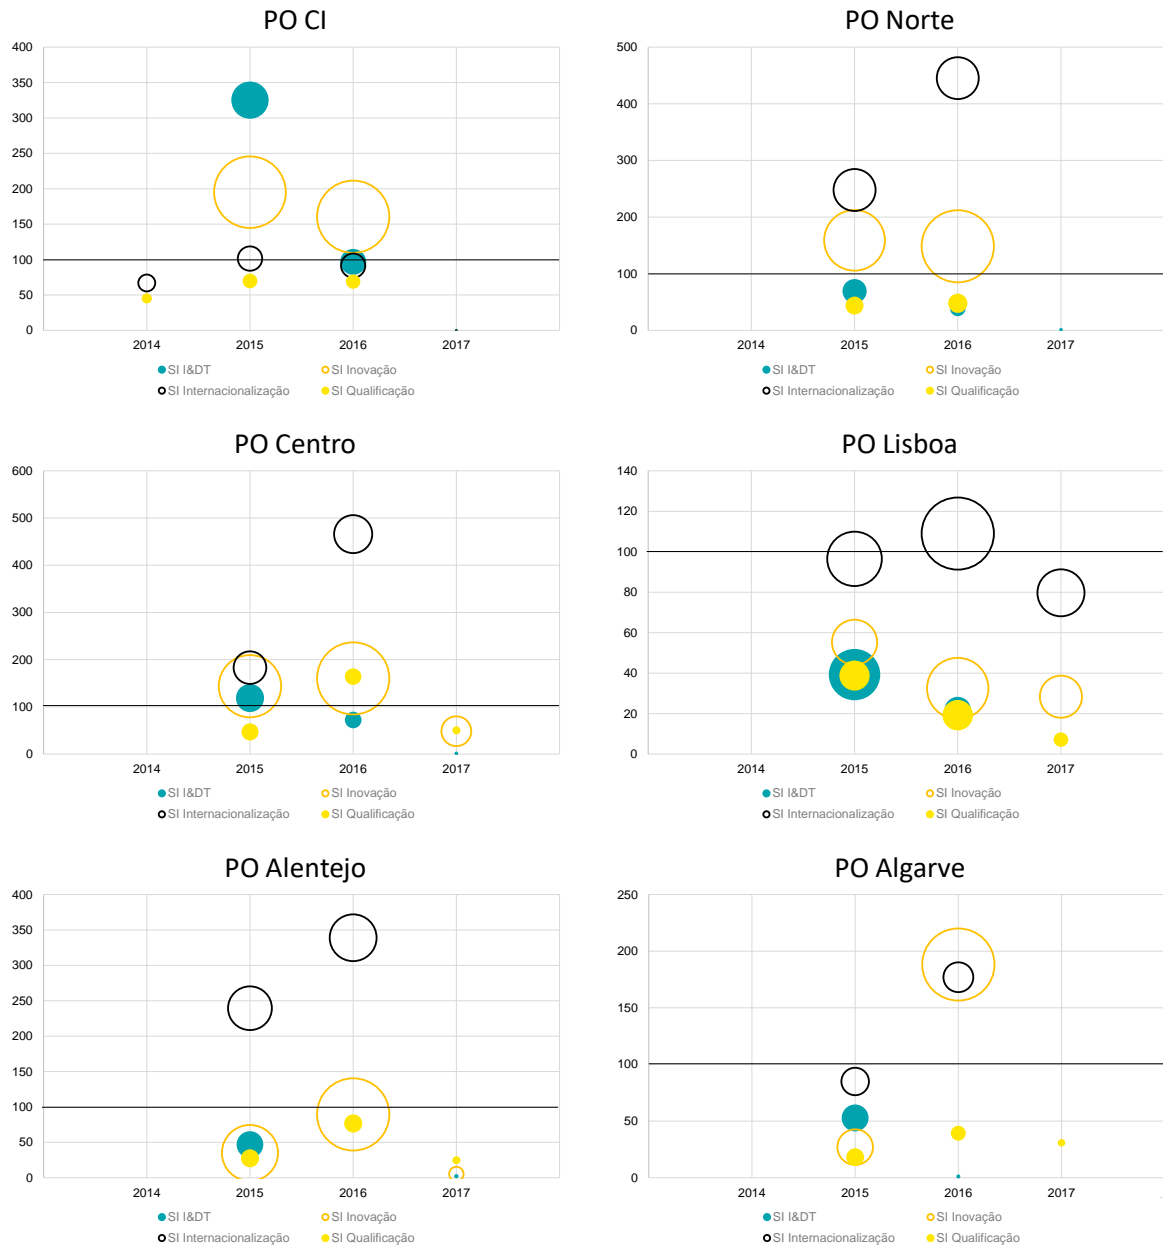 PO CI
400
350
300
250
200
150
100
50
0
2014 2015 2016 2017
SI I&DT SI Inovação
SI Internacionalização SI Qualificação
PO Norte
500
400
300
200
100
0
2014 2015 2016 2017
SI I&DT SI Inovação
SI Internacionalização SI Qualificação
PO Centro
600
500
400
300
200
100
0
2014 2015 2016 2017
SI I&DT SI Inovação
SI Internacionalização SI Qualificação
PO Lisboa
140
120
100
80
60
40
20
0
2014 2015 2016 2017
SI I&DT SI Inovação
SI Internacionalização SI Qualificação
PO Alentejo
400
350
300
250
200
150
100
50
0
2014 2015 2016 2017
SI I&DT SI Inovação
SI Internacionalização SI Qualificação
PO Algarve
250
200
150
100
50
0
2014 2015 2016 2017
SI I&DT SI Inovação
SI Internacionalização SI Qualificação